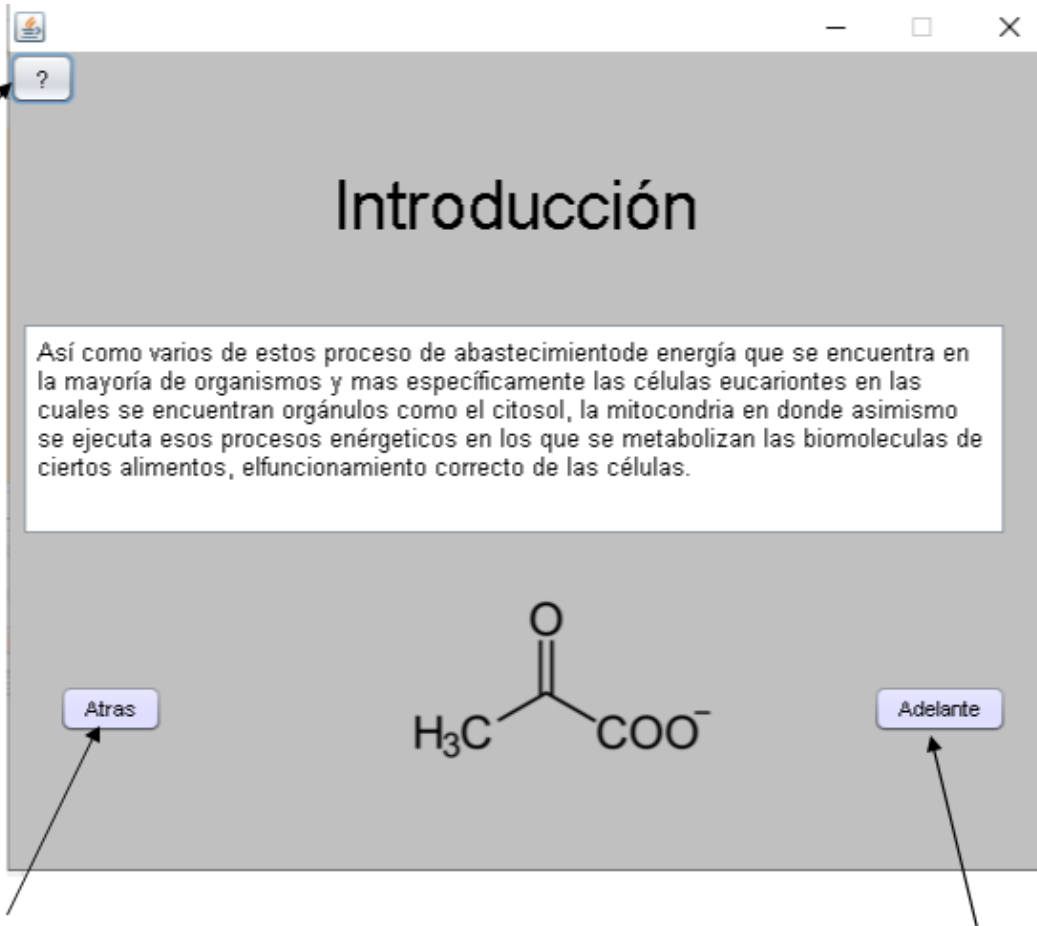 ?
Introducción
Así como varios de estos proceso de abastecimientode energía que se encuentra en
la mayoría de organismos y mas específicamente las células eucariontes en las
cuales se encuentran orgánulos como el citosol, la mitocondria en donde asimismo
se ejecuta esos procesos enérgeticos en los que se metabolizan las biomoleculas de
ciertos alimentos, elfuncionamiento correcto de las células.
O
Atras
H₃C
COO⁻
Adelante